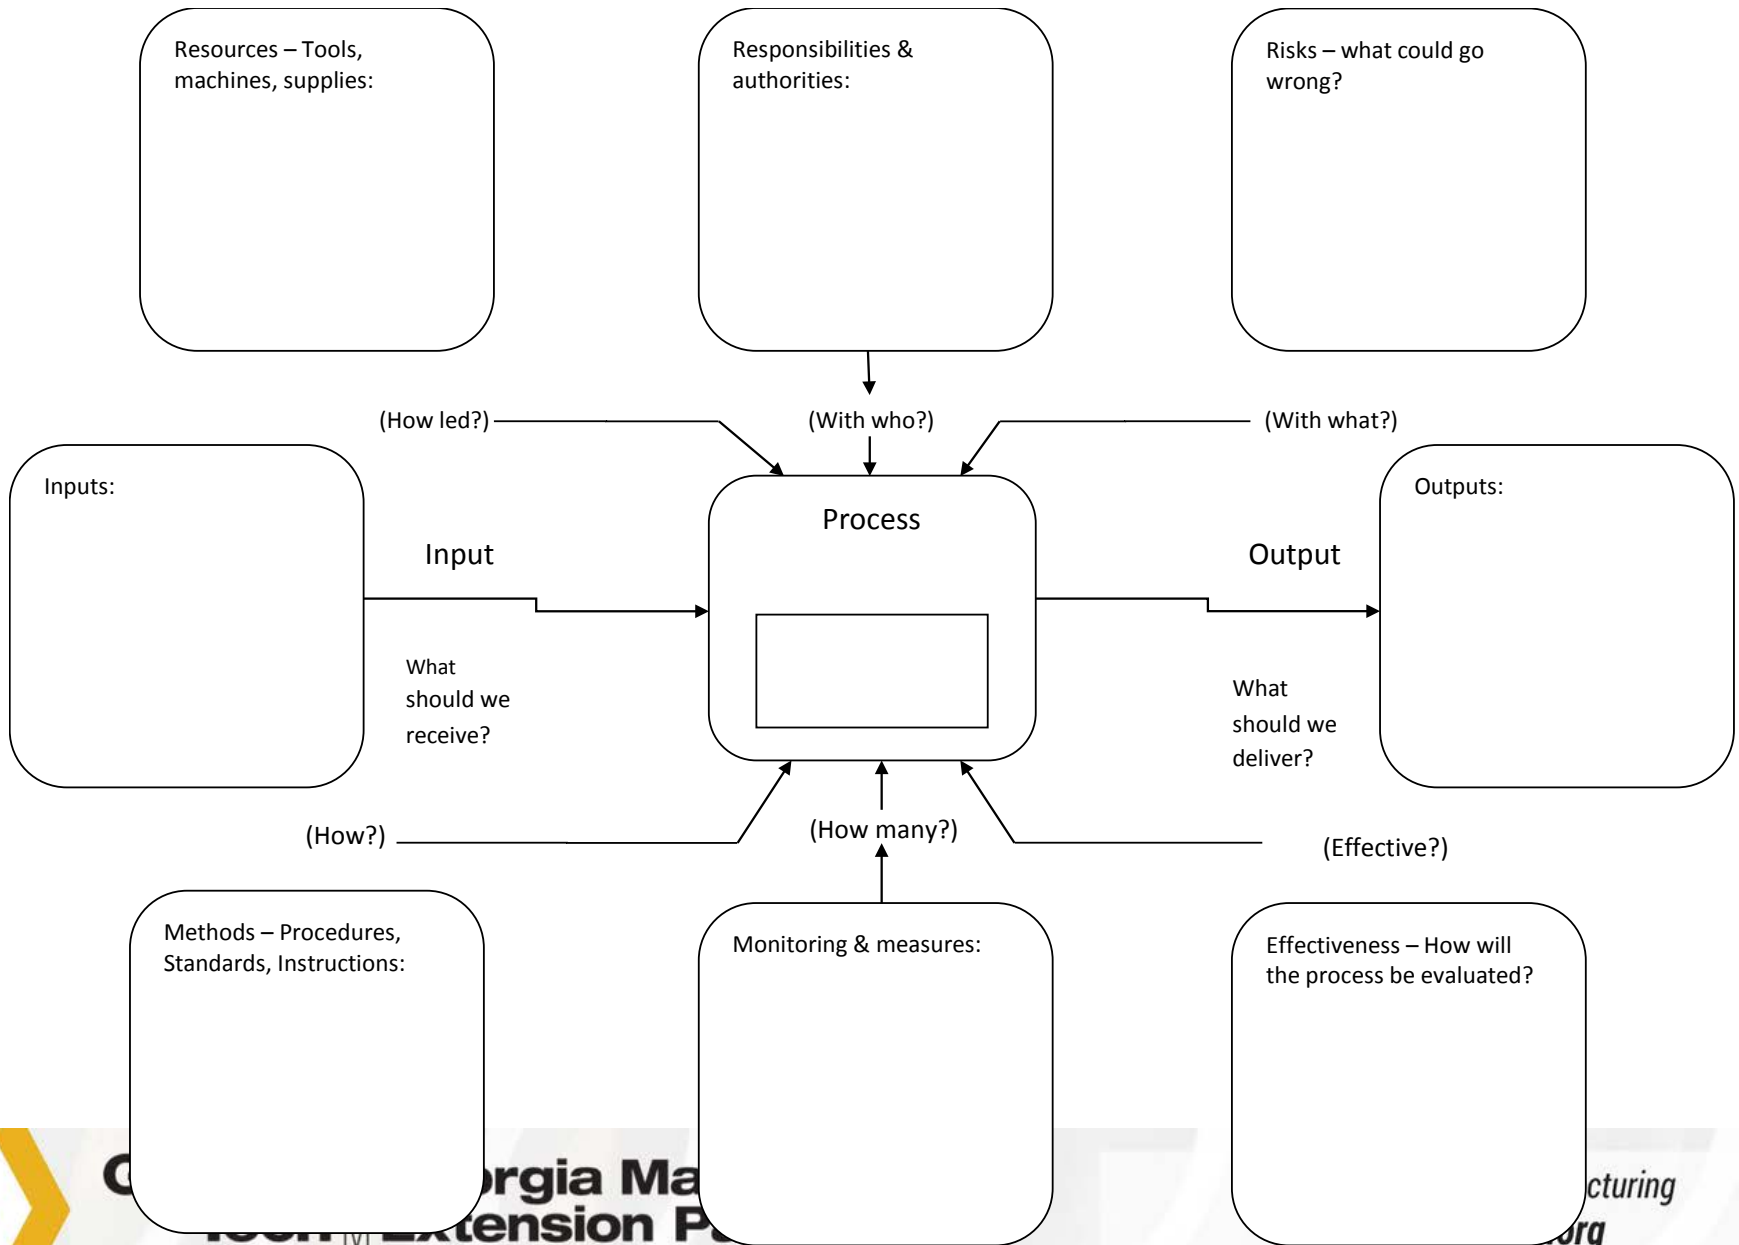 Resources – Tools,
machines, supplies:
Responsibilities &
authorities:
Risks – what could go
wrong?
(How led?)
(With who?)
(With what?)
Inputs:
Input
What
should we
receive?
Process
Output
What
should we
deliver?
Outputs:
(How?)
(How many?)
(Effective?)
Methods – Procedures,
Standards, Instructions:
Monitoring & measures:
Effectiveness – How will
the process be evaluated?